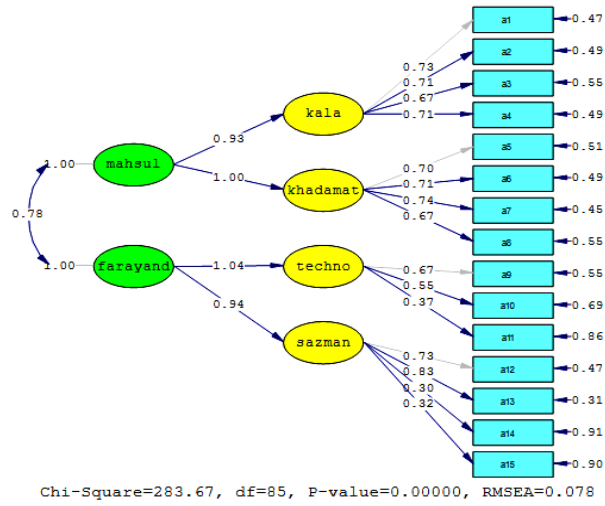 a1
0.47
a2
0.49
0.73
0.71
a3
0.55
0.67
kala
0.71
a4
0.49
0.93
a5
0.51
1.00
mahsul
0.70
a6
0.49
1.00
0.71
khadamat
0.74
a7
0.45
0.78
0.67
a8
0.55
1.00
farayand
1.04
techno
0.67
a9
0.55
0.55
0.94
0.37
a10
0.69
a11
0.86
sazman
0.73
a12
0.47
0.83
0.30
a13
0.31
0.32
a14
0.91
a15
0.90
Chi-Square=283.67, df=85, P-value=0.00000, RMSEA=0.078